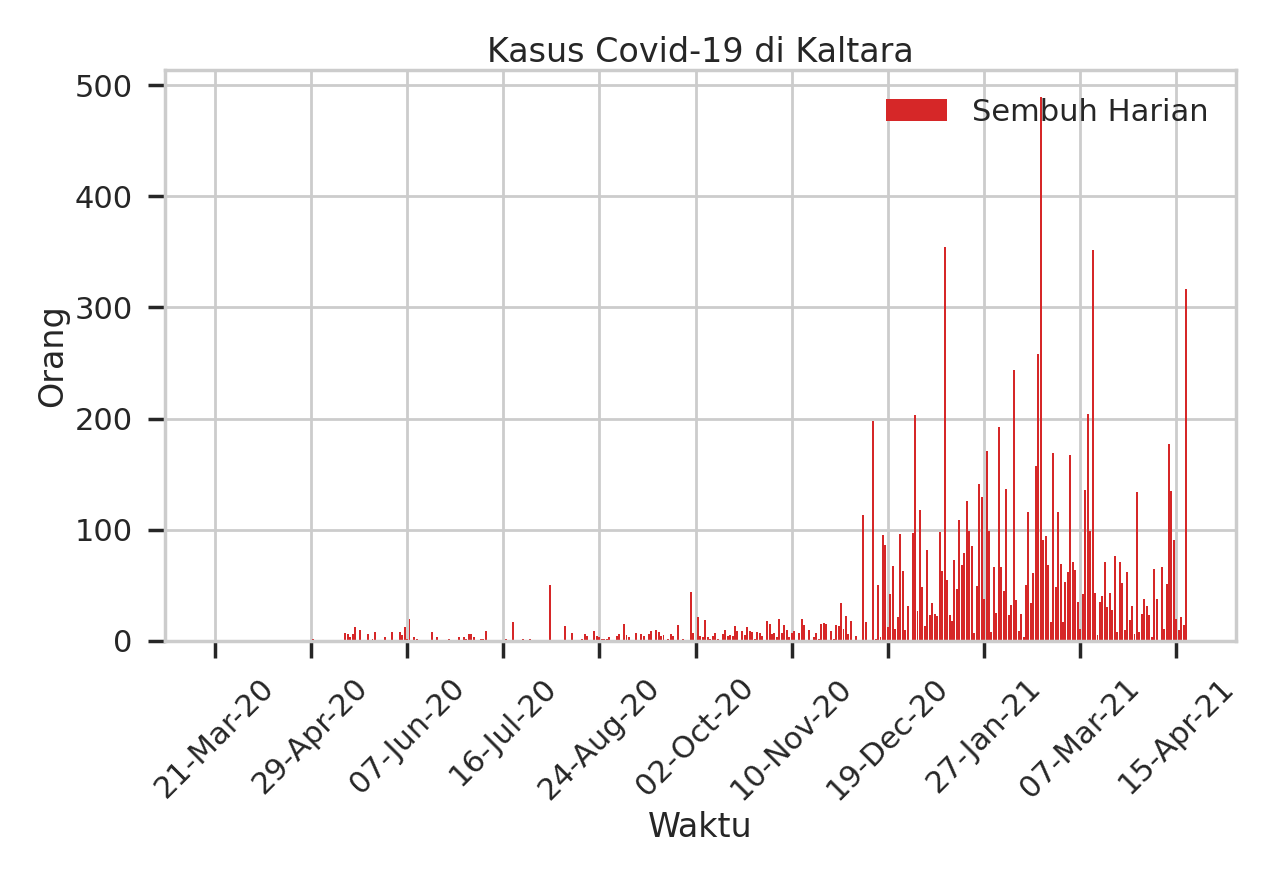 Kasus Covid-19 di Kaltara
Sembuh Harian
Orang
500
400
300
200
100
0
21-Mar-20
29-Apr-20
07-Jun-20
16-Jul-20
24-Aug-20
02-Oct-20
10-Nov-20
19-Dec-20
27-Jan-21
07-Mar-21
15-Apr-21
Waktu